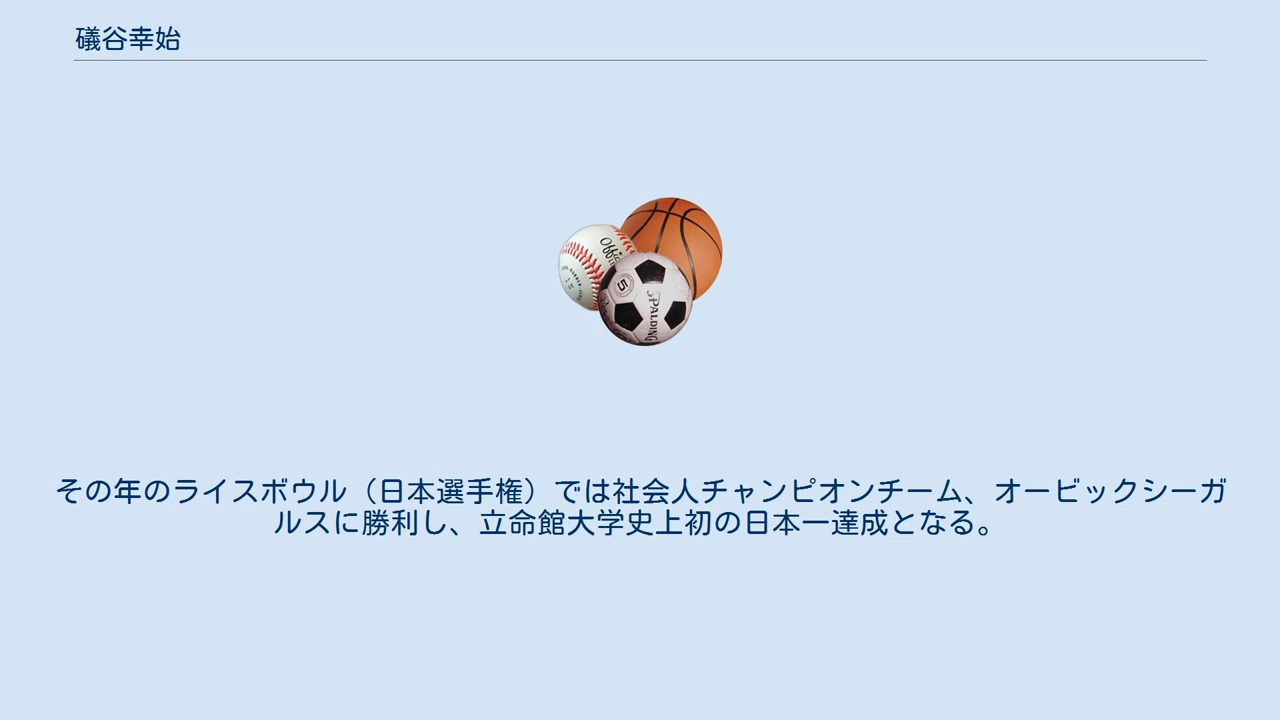 礒谷幸始
Offi
5
SPALDING
その年のライスボウル（日本選手権）では社会人チャンピオンチーム、オービックシーガ
ルスに勝利し、立命館大学史上初の日本一達成となる。